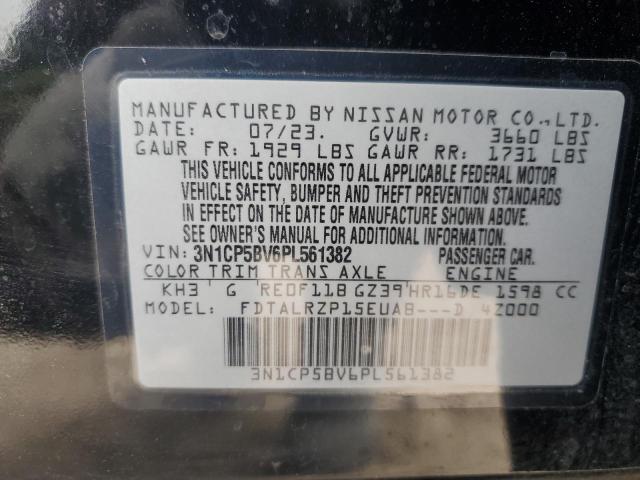 MANUFACTURED BY NISSAN MOTOR CO.,LTD.
DATE: 07/23. GVWR: 3660 LBS
GAWR FR: 1929 LBS GAWR RR: 1731 LBS
THIS VEHICLE CONFORMS TO ALL APPLICABLE FEDERAL MOTOR
VEHICLE SAFETY, BUMPER AND THEFT PREVENTION STANDARDS
IN EFFECT ON THE DATE OF MANUFACTURE SHOWN ABOVE.
SEE OWNER'S MANUAL FOR ADDITIONAL INFORMATION.
VIN: 3N1CP5BV6PL561382 PASSENGER CAR.
COLOR TRIM TRANS AXLE ENGINE
KH3 G RE0F11B GZ39 HR16DE 1598 CC
MODEL: FDTALRZP15EUAB---D 4Z000
3N1CP5BV6PL561382